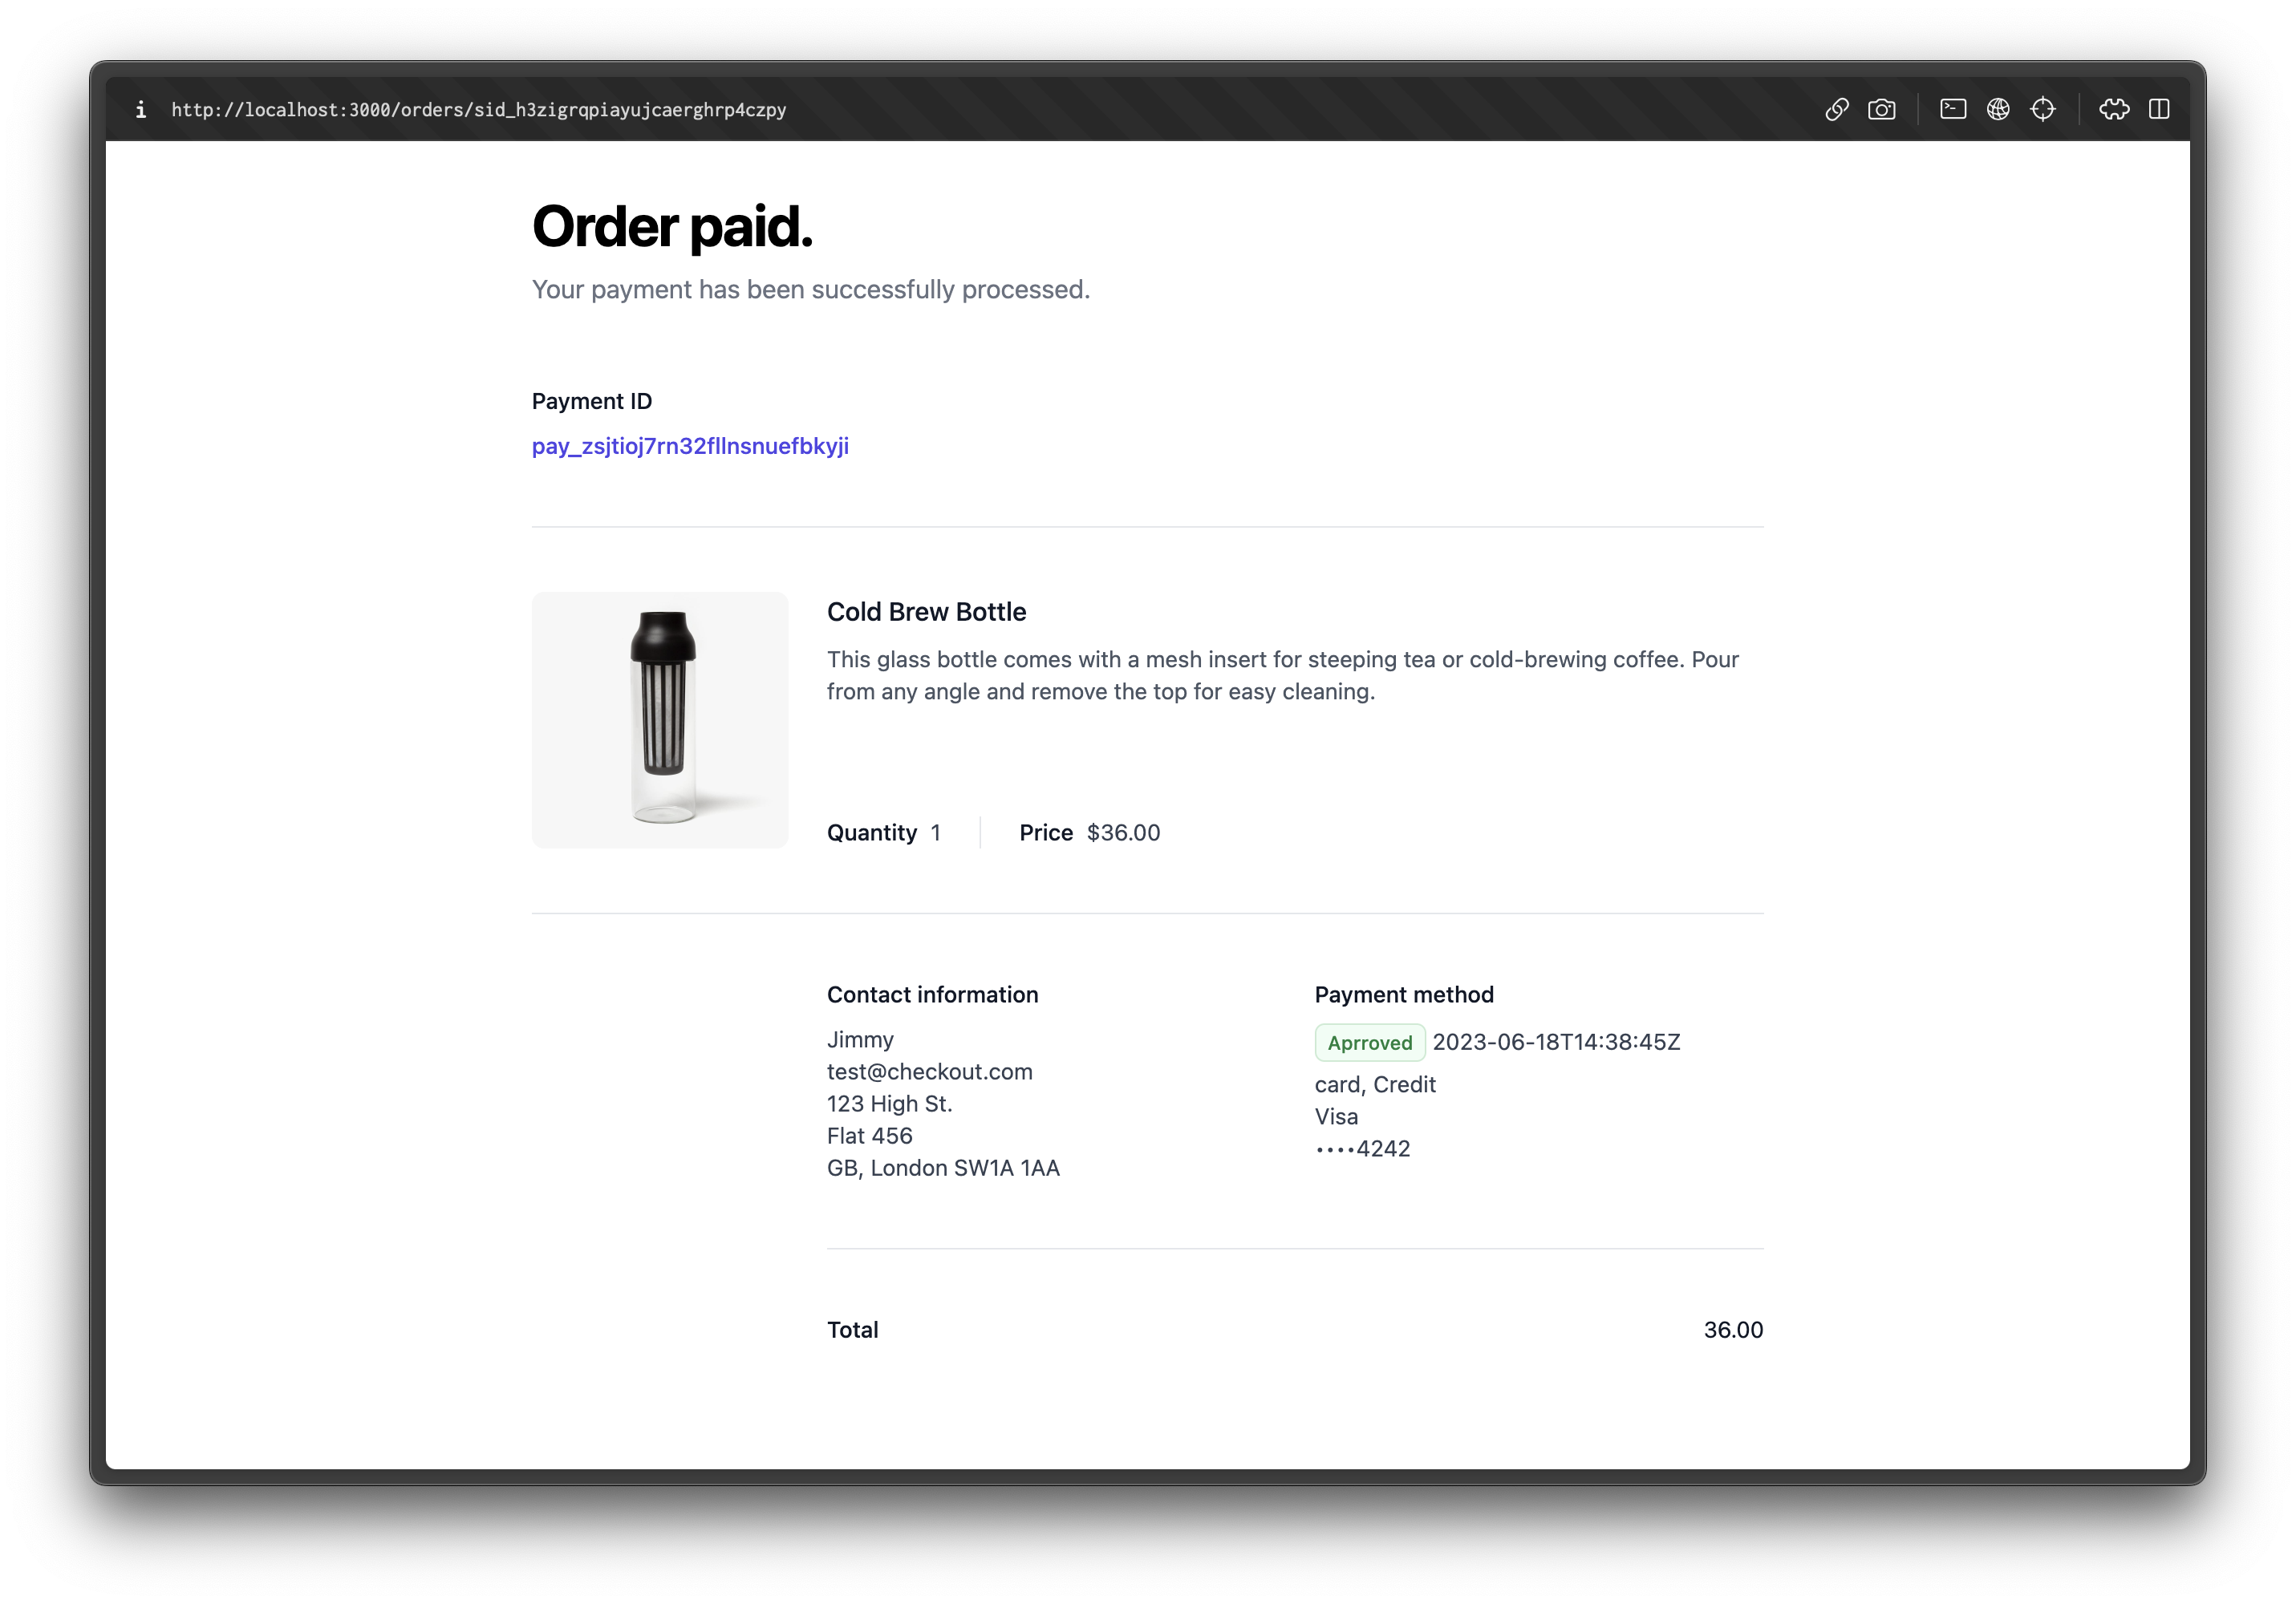 http://localhost:3000/orders/sid_h3zigrqpiayujcaerghrp4czpy
Order paid.
Your payment has been successfully processed.
Payment ID
pay_zsjtioj7rn32fllnsnuefbkyji
Cold Brew Bottle
This glass bottle comes with a mesh insert for steeping tea or cold-brewing coffee. Pour
from any angle and remove the top for easy cleaning.
Quantity 1 Price $36.00
Contact information
Jimmy
test@checkout.com
123 High St.
Flat 456
GB, London SW1A 1AA
Payment method
Aprroved 2023-06-18T14:38:45Z
card, Credit
Visa
····4242
Total 36.00